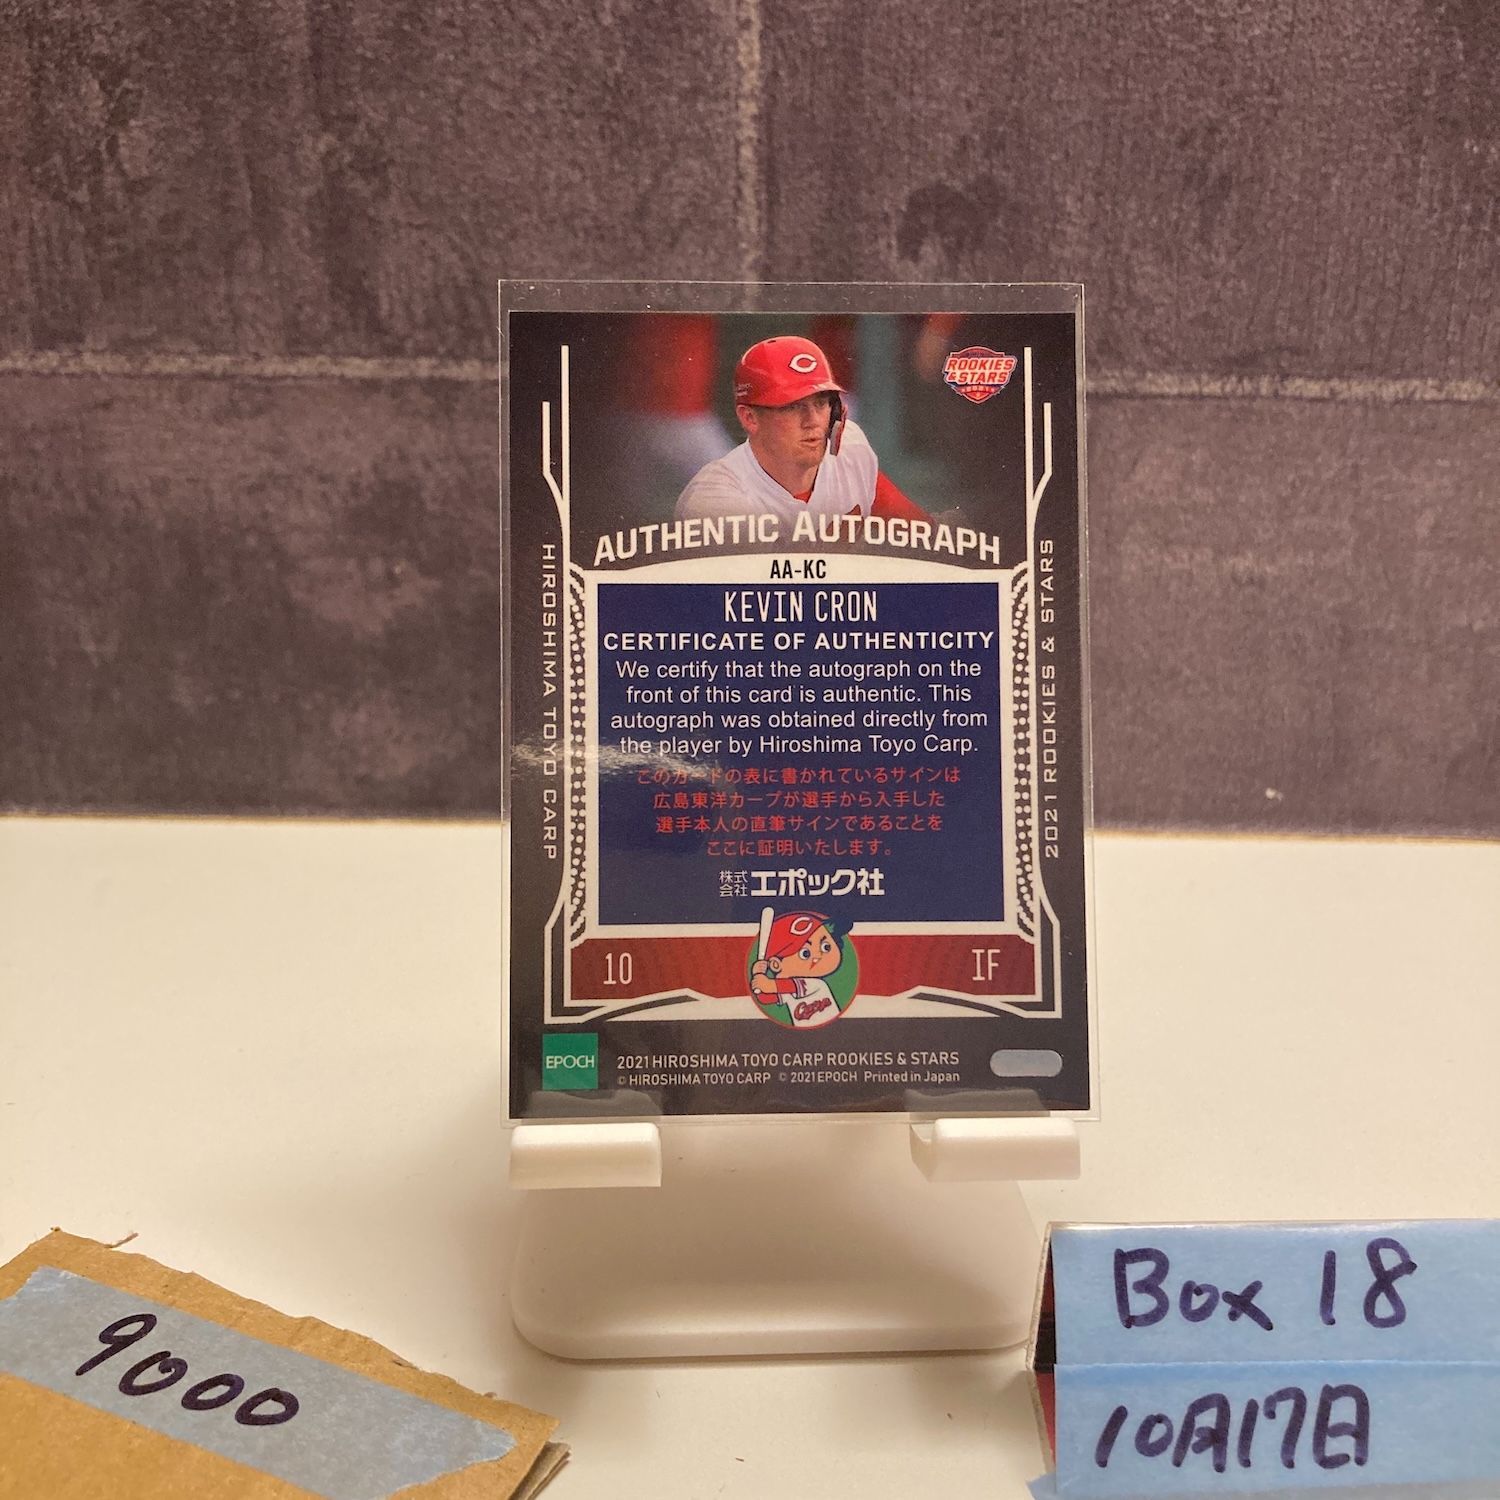 ROOKIES
& STARS
AUTHENTIC AUTOGRAPH
AA-KC
KEVIN CRON
CERTIFICATE OF AUTHENTICITY
We certify that the autograph on the
front of this card is authentic. This
autograph was obtained directly from
the player by Hiroshima Toyo Carp.
このカードの表に書かれているサインは
広島東洋カープが選手から入手した
選手本人の直筆サインであることを
ここに証明いたします。
株式会社エポック社
HIROSHIMA TOYO CARP
2021 ROOKIES & STARS
10
IF
Carp
EPOCH
2021 HIROSHIMA TOYO CARP ROOKIES & STARS
© HIROSHIMA TOYO CARP © 2021 EPOCH Printed in Japan
9000
Box 18
10月17日